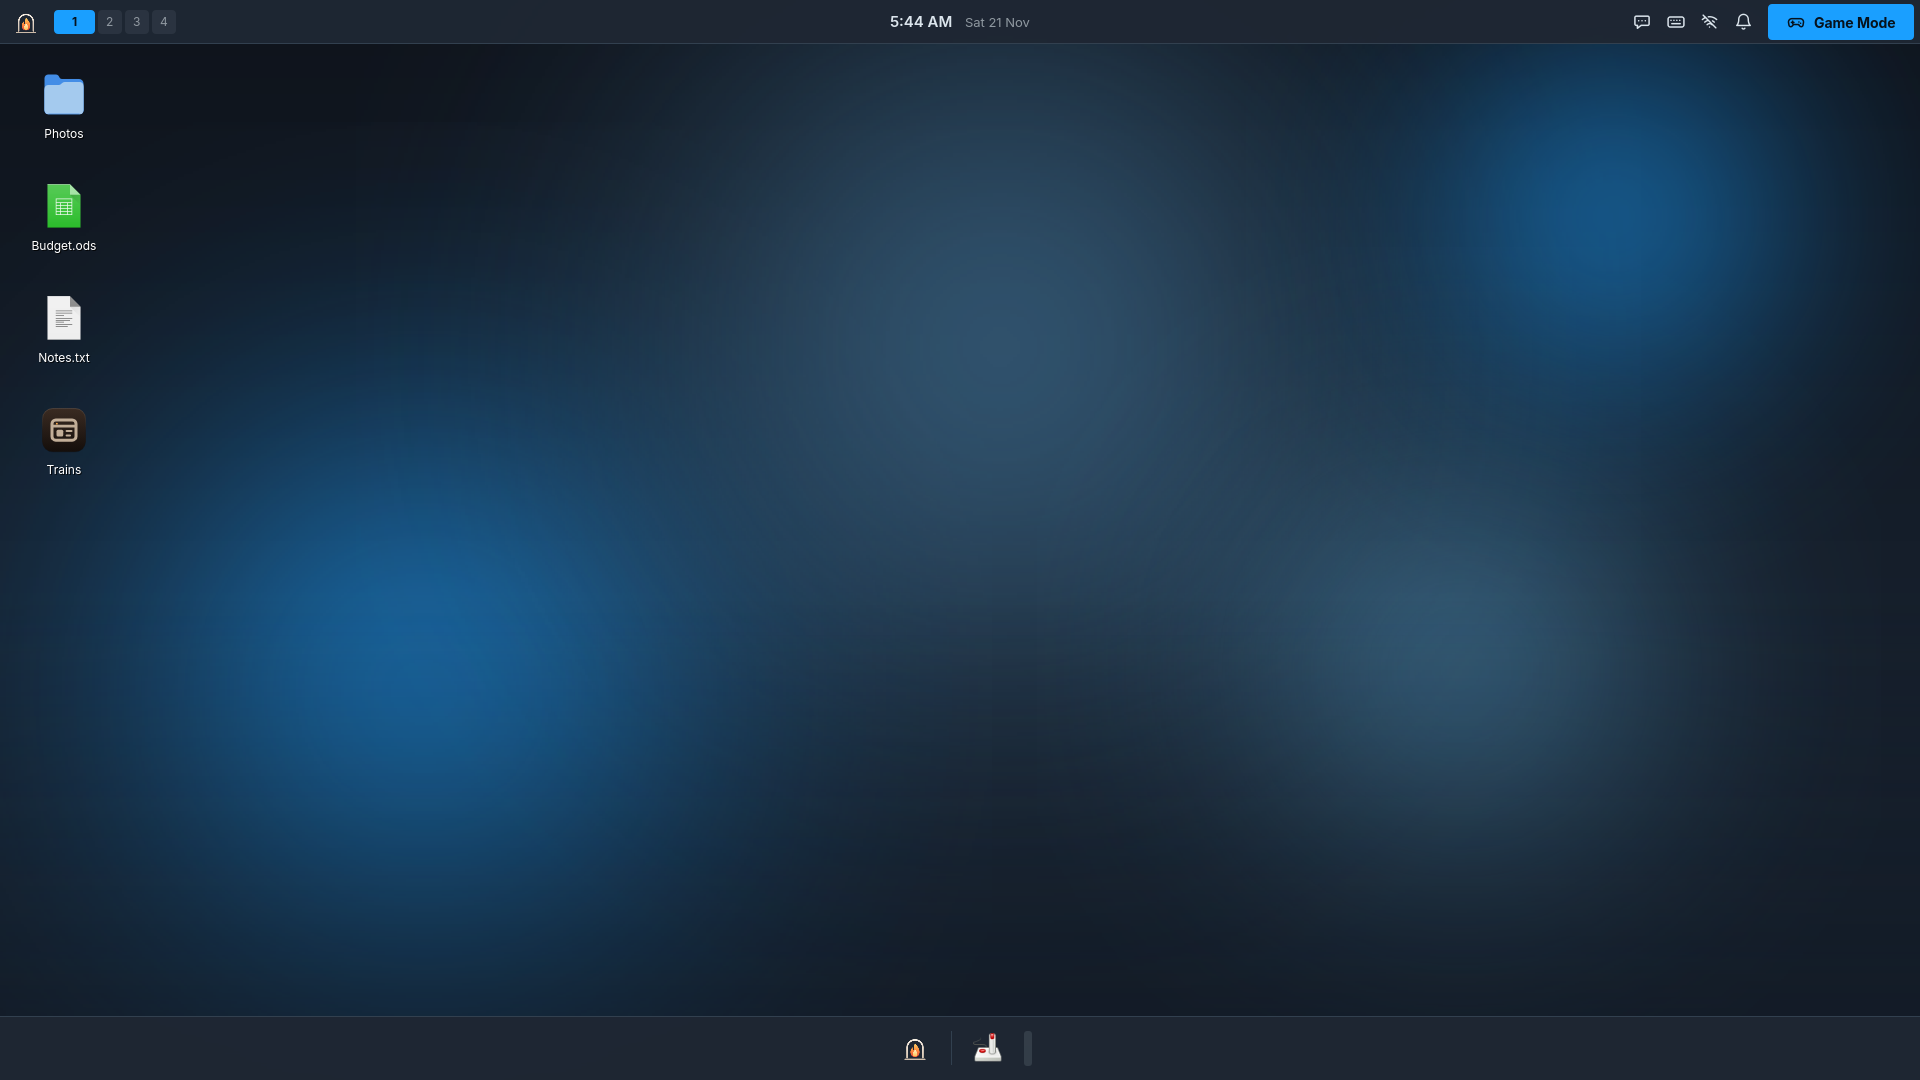 1 2 3 4
5:44 AM Sat 21 Nov
Game Mode
Photos
Budget.ods
Notes.txt
Trains